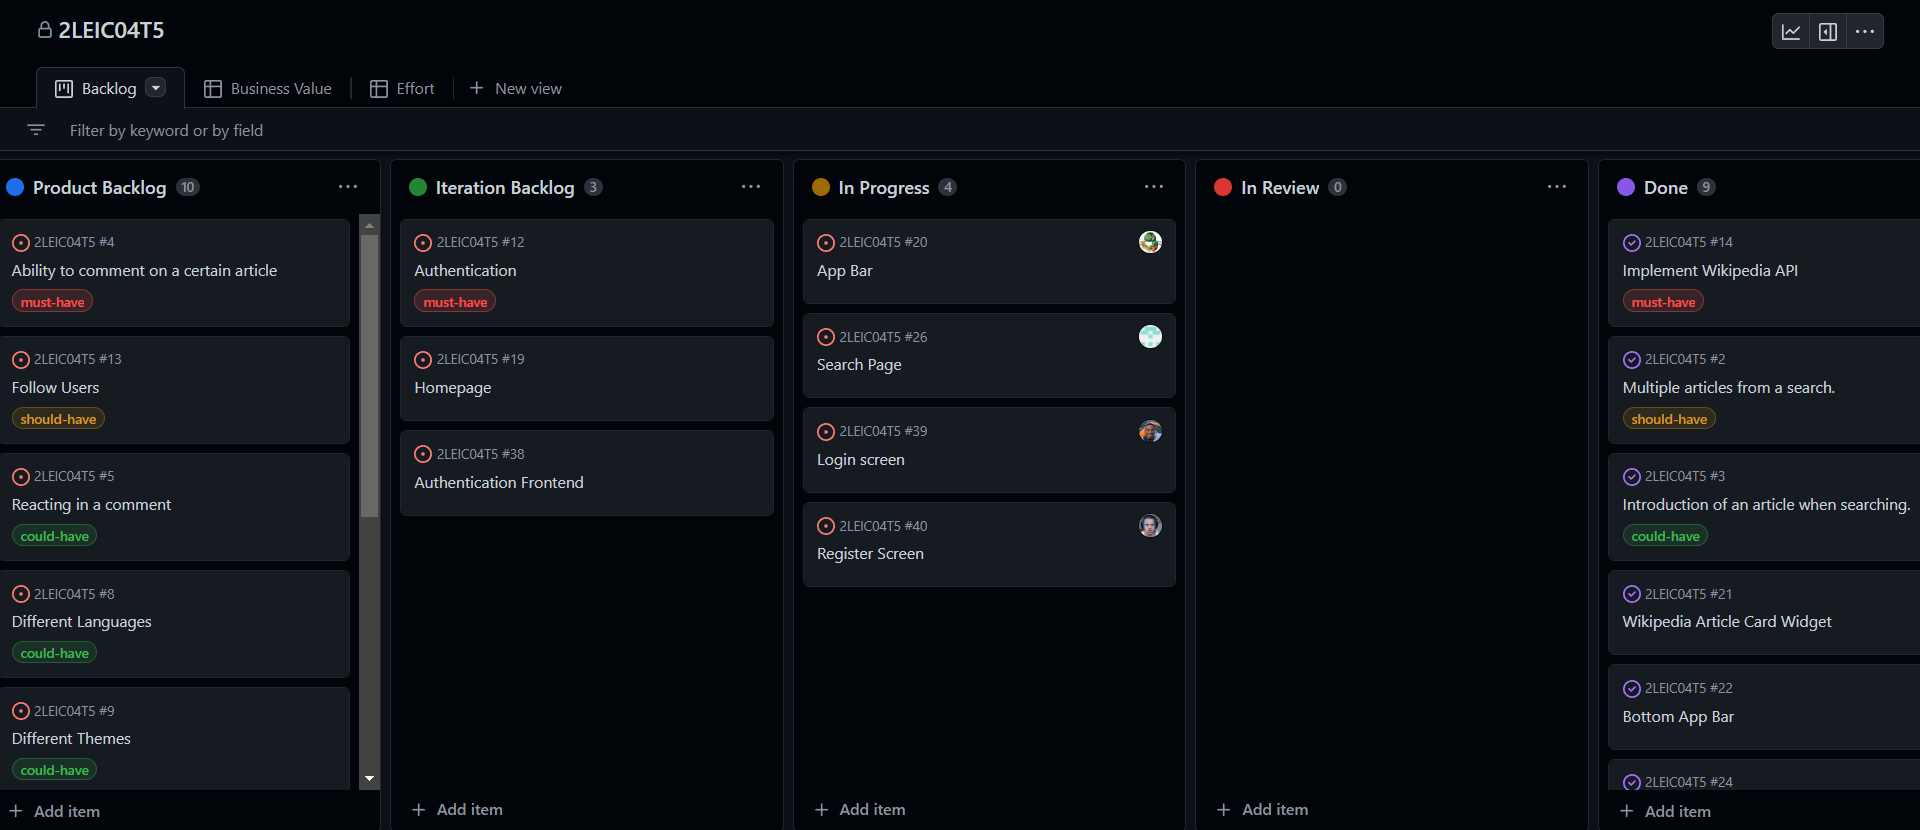 2LEIC04T5
Backlog
Business Value
Effort
New view
Filter by keyword or by field
Product Backlog 10
2LEIC04T5 #4
Ability to comment on a certain article
must-have
2LEIC04T5 #13
Follow Users
should-have
2LEIC04T5 #5
Reacting in a comment
could-have
2LEIC04T5 #8
Different Languages
could-have
2LEIC04T5 #9
Different Themes
could-have
Add item
Iteration Backlog 3
2LEIC04T5 #12
Authentication
must-have
2LEIC04T5 #19
Homepage
2LEIC04T5 #38
Authentication Frontend
Add item
In Progress 4
2LEIC04T5 #20
App Bar
2LEIC04T5 #26
Search Page
2LEIC04T5 #39
Login screen
2LEIC04T5 #40
Register Screen
Add item
In Review 0
Add item
Done 9
2LEIC04T5 #14
Implement Wikipedia API
must-have
2LEIC04T5 #2
Multiple articles from a search.
should-have
2LEIC04T5 #3
Introduction of an article when searching.
could-have
2LEIC04T5 #21
Wikipedia Article Card Widget
2LEIC04T5 #22
Bottom App Bar
2LEIC04T5 #24
Add item